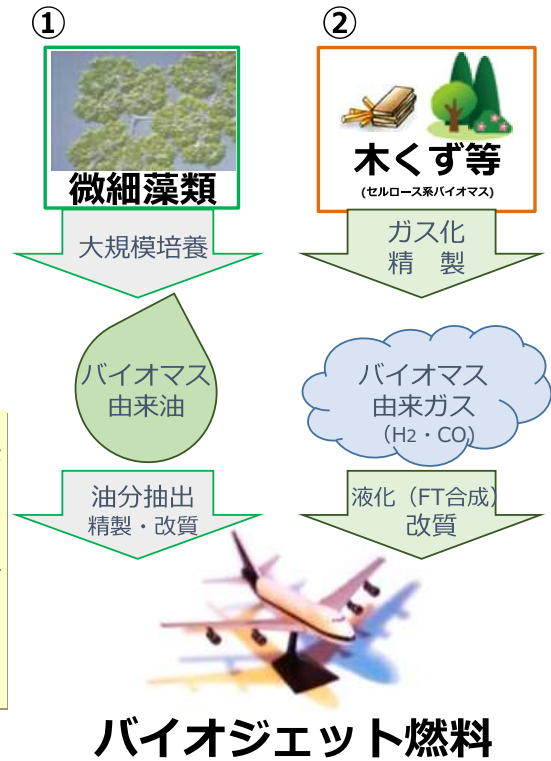 ①
微細藻類
大規模培養
バイオマス
由来油
油分抽出
精製・改質
②
木くず等
(セルロース系バイオマス)
ガス化
精　製
バイオマス
由来ガス
（H2・CO）
液化（FT合成）
改質
バイオジェット燃料